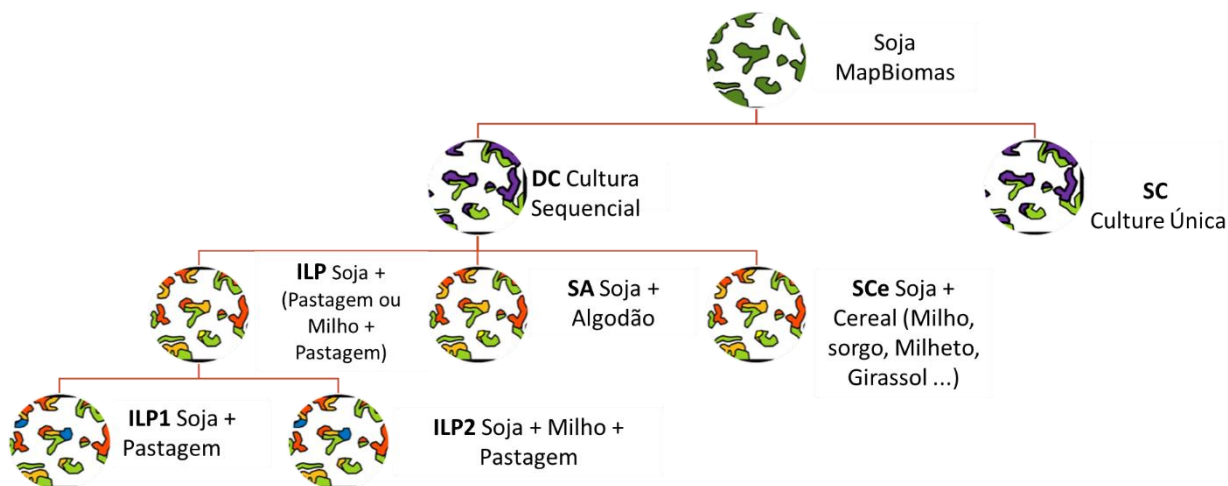 Soja
MapBiomas
DC Cultura
Sequencial
SC
Culture Única
ILP Soja +
(Pastagem ou
Milho +
Pastagem)
SA Soja +
Algodão
SCe Soja +
Cereal (Milho,
sorgo, Milheto,
Girassol ...)
ILP1 Soja +
Pastagem
ILP2 Soja + Milho +
Pastagem